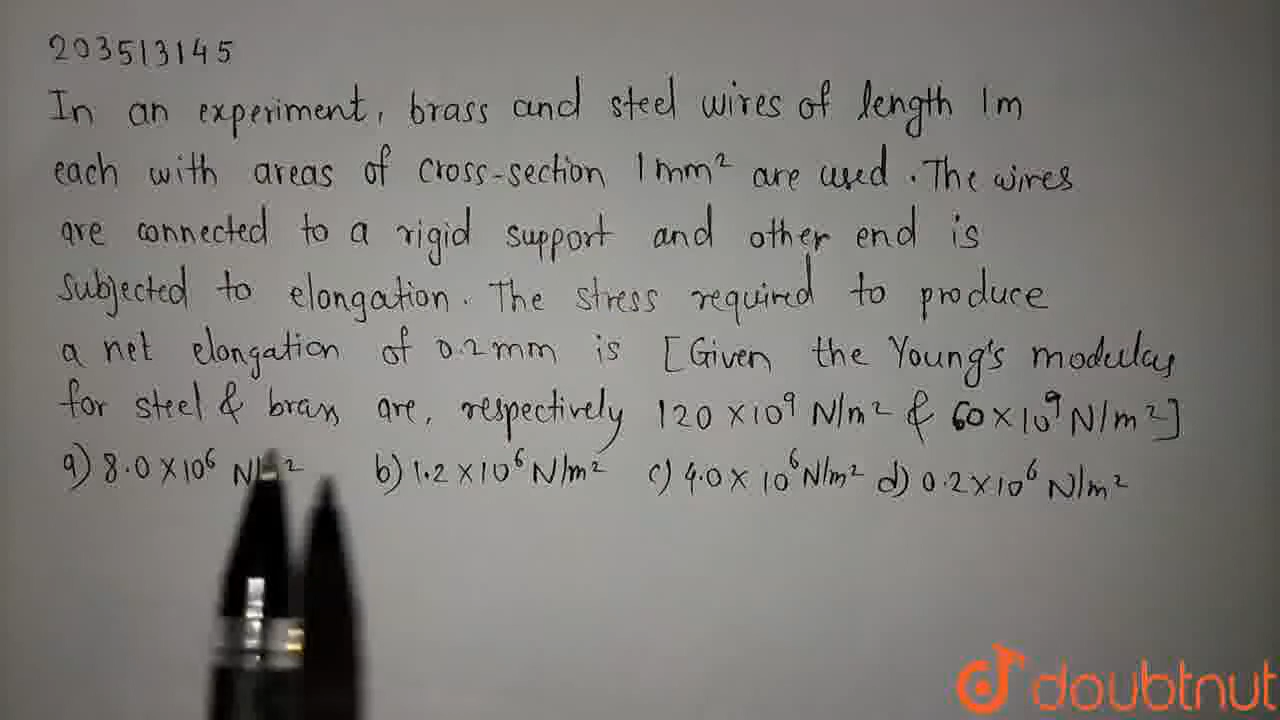 203513145
In an experiment, brass and steel wires of length 1m
each with areas of cross-section 1mm² are used. The wires
are connected to a rigid support and other end is
subjected to elongation. The stress required to produce
a net elongation of 0.2mm is [Given the Young's modulus
for steel & brass are, respectively 120×10⁹ N/m² & 60×10⁹ N/m²]
a) 8.0×10⁶ N/m² b) 1.2×10⁶ N/m² c) 4.0×10⁶ N/m² d) 0.2×10⁶ N/m²
doubtnut